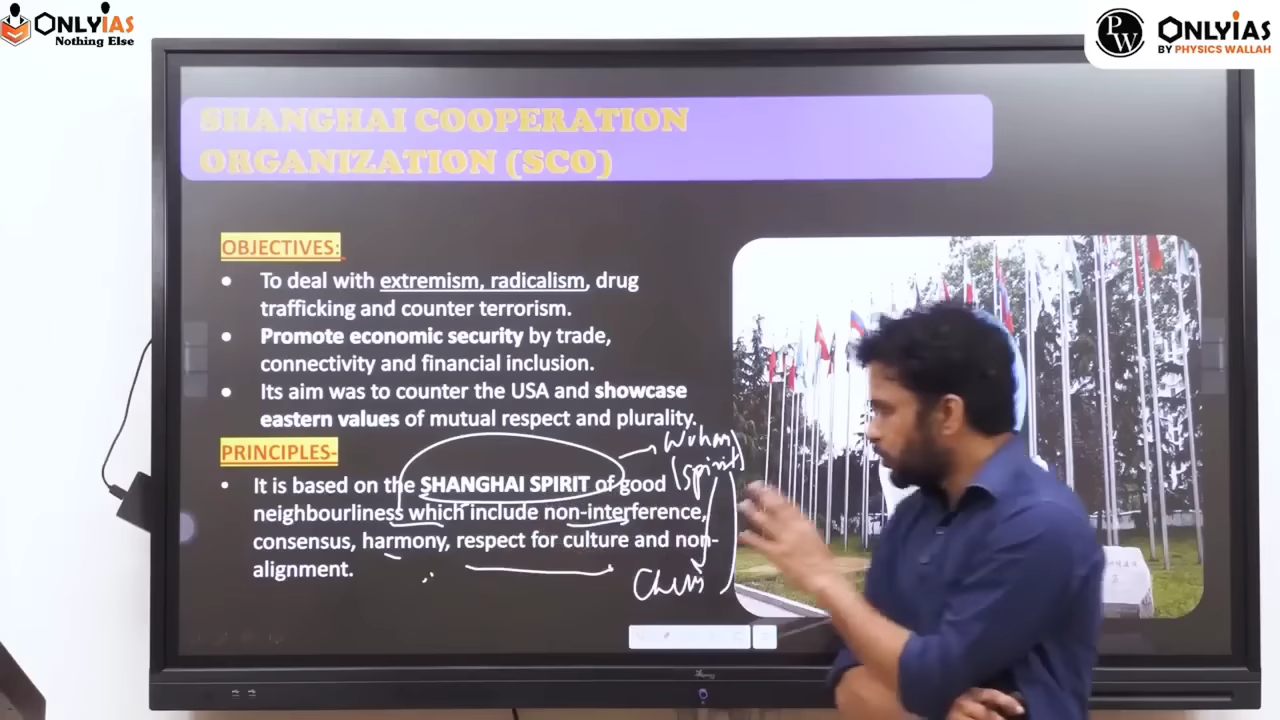 ONLYIAS
Nothing Else
PW
ONLYIAS
BY PHYSICS WALLAH
SHANGHAI COOPERATION
ORGANIZATION (SCO)
OBJECTIVES:
• To deal with extremism, radicalism, drug
trafficking and counter terrorism.
• Promote economic security by trade,
connectivity and financial inclusion.
• Its aim was to counter the USA and showcase
eastern values of mutual respect and plurality.
PRINCIPLES-
• It is based on the SHANGHAI SPIRIT of good
neighbourliness which include non-interference,
consensus, harmony, respect for culture and non-
alignment.
Wuhan
(spirit)